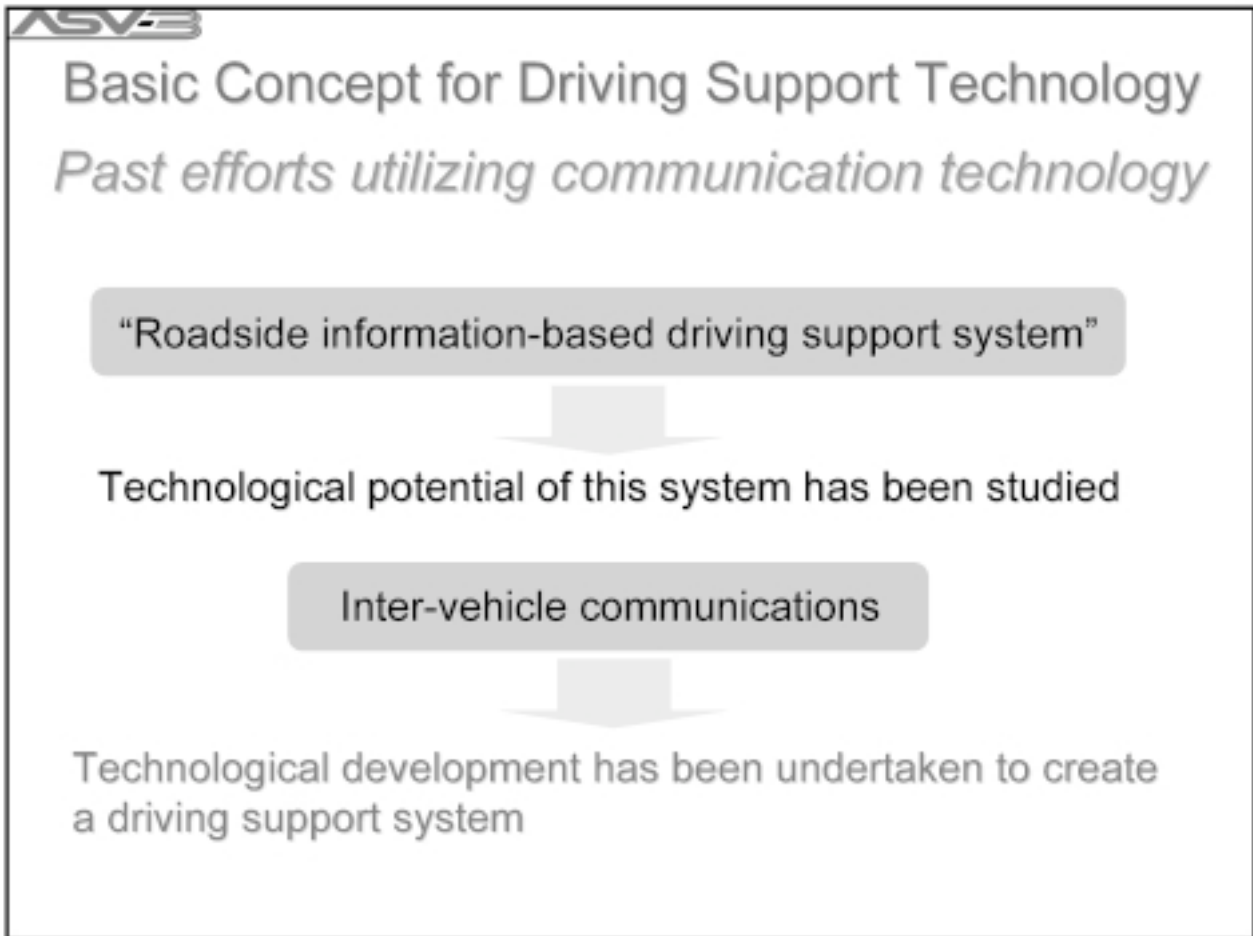 ASV-3
Basic Concept for Driving Support Technology
Past efforts utilizing communication technology
“Roadside information-based driving support system”
Technological potential of this system has been studied
Inter-vehicle communications
Technological development has been undertaken to create
a driving support system